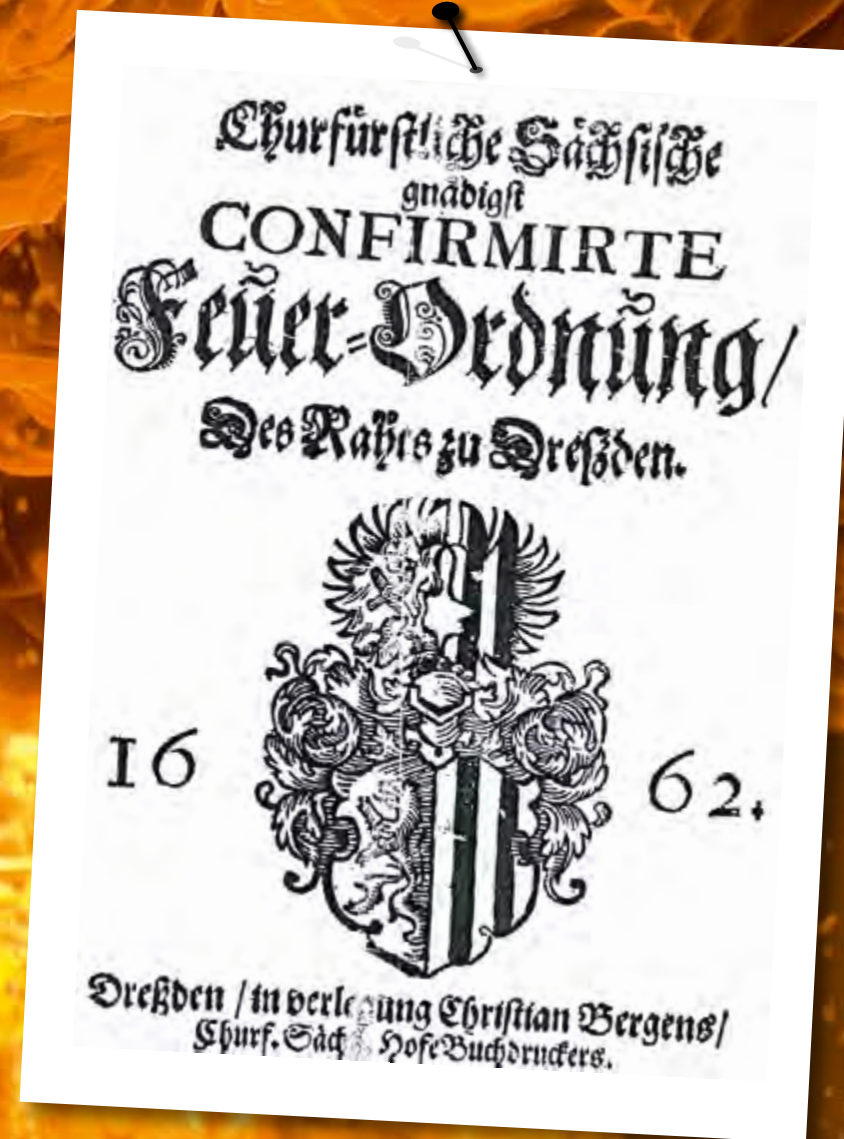 Churfürstliche Sächsische
gnädigst
CONFIRMIRTE
Feuer-Ordnung/
Des Rahts zu Dreßden.
16 62.
Dreßden / in verlegung Christian Bergens/
Churf. Säch. HofeBuchdruckers.